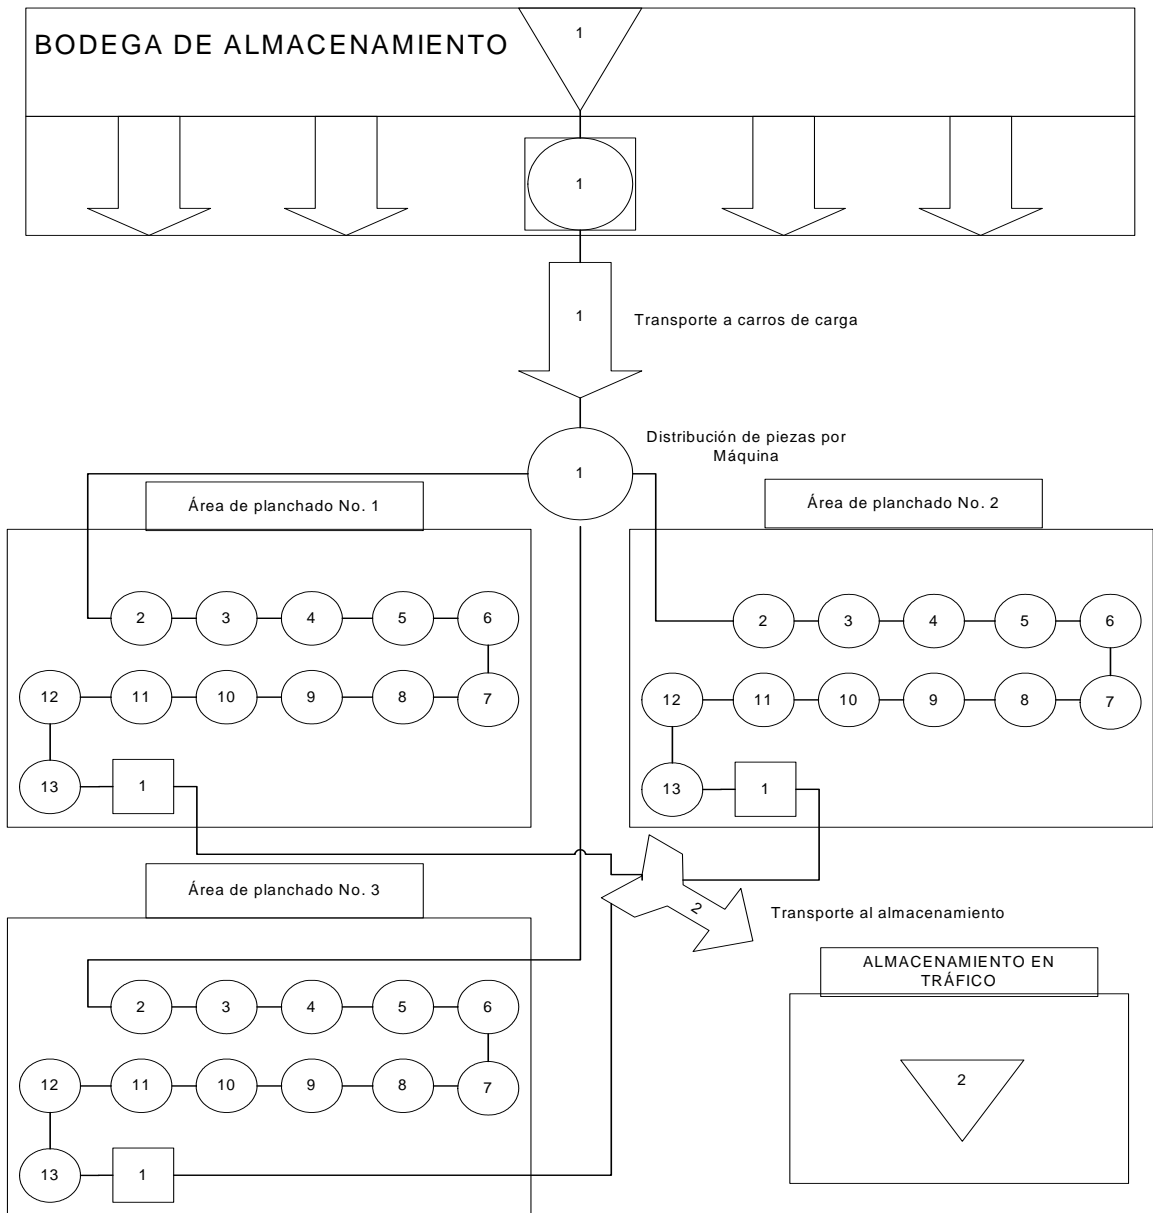 BODEGA DE ALMACENAMIENTO
1
1
1
Transporte a carros de carga
Distribución de piezas por
Máquina
1
Área de planchado No. 1
2 3 4 5 6
12 11 10 9 8 7
13 1
Área de planchado No. 2
2 3 4 5 6
12 11 10 9 8 7
13 1
Área de planchado No. 3
2 3 4 5 6
12 11 10 9 8 7
13 1
2
Transporte al almacenamiento
ALMACENAMIENTO EN
TRÁFICO
2